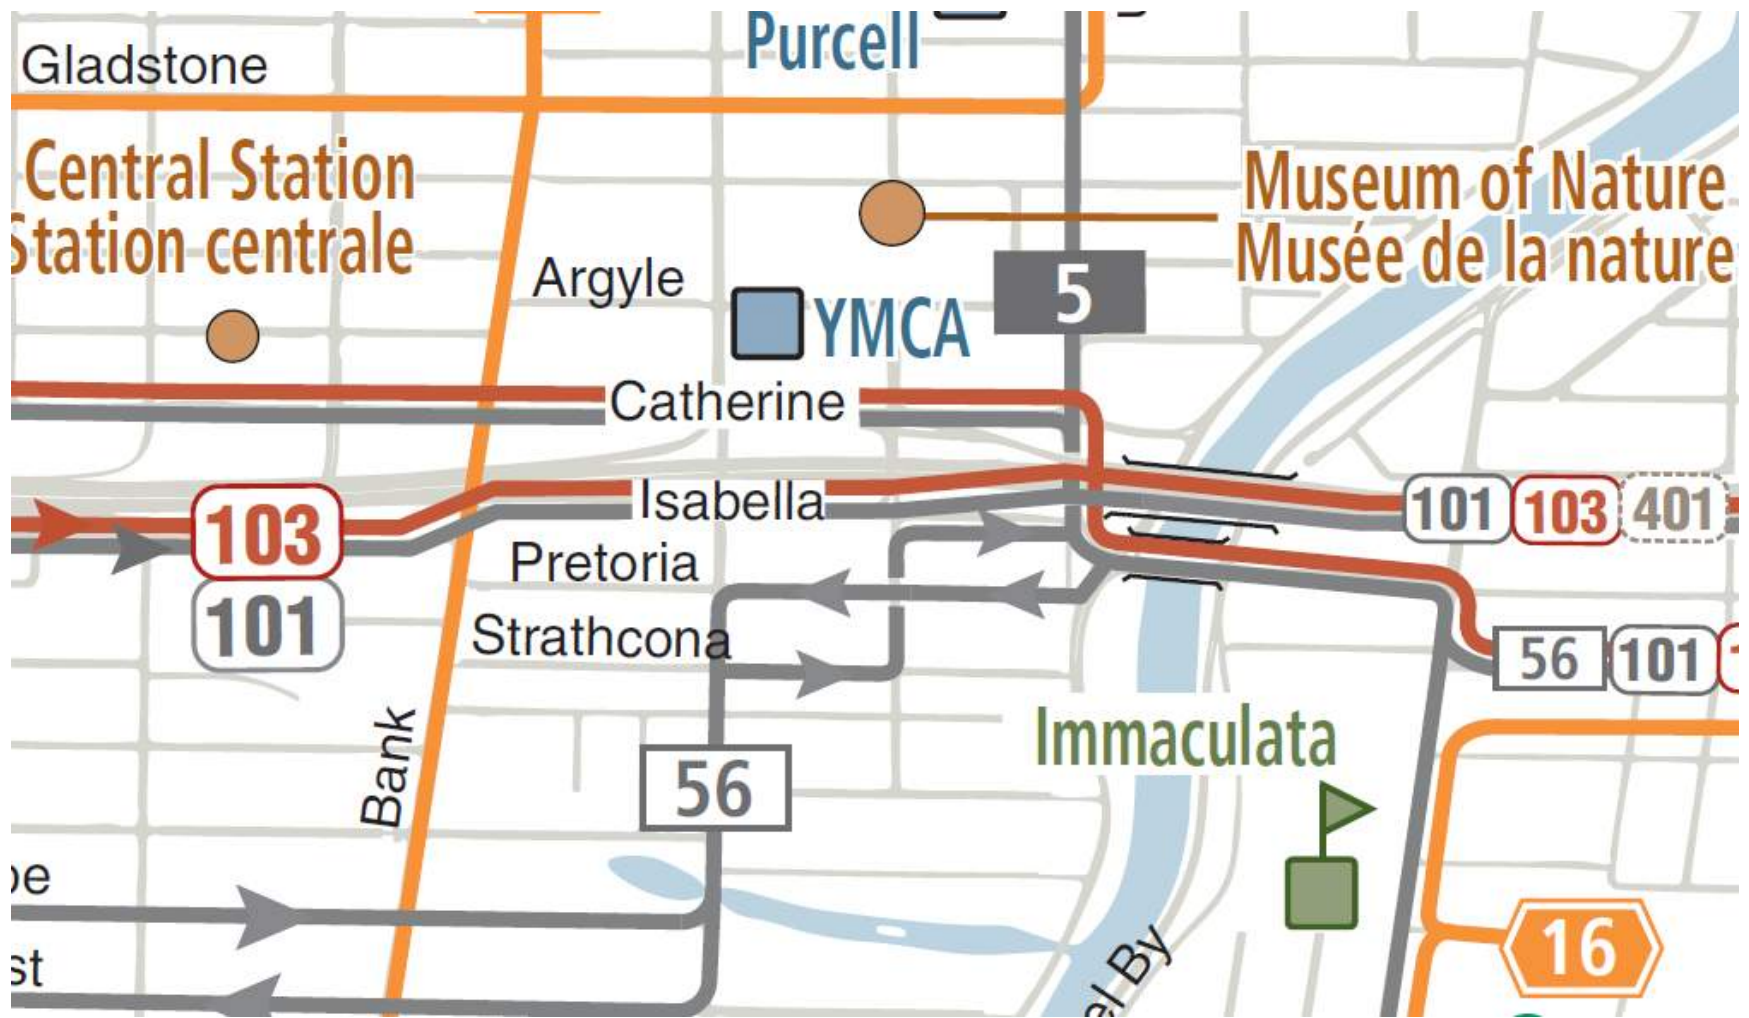 Purcell
Gladstone
Central Station
Station centrale
Museum of Nature
Musée de la nature
Argyle
5
YMCA
Catherine
Isabella
101
103
401
103
Pretoria
101
Strathcona
56
101
Immaculata
56
Bank
16